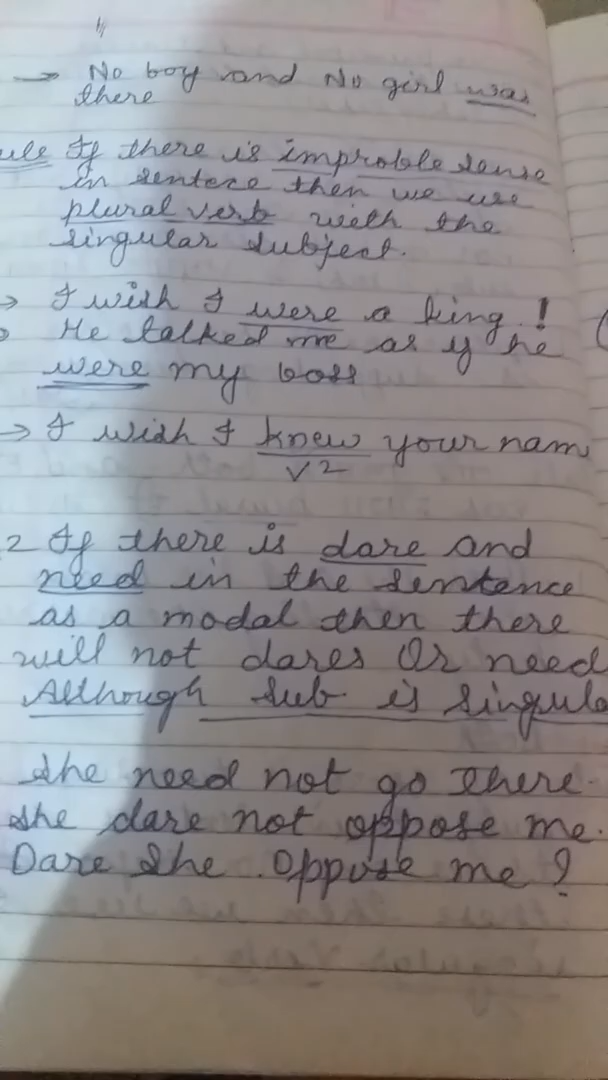 → No boy and No girl was
there
ule If there is improble sense
in sentece then we use
plural verb with the
singular subject.
→ I wish I were a king!
He talked me as if he
were my boss
→ I wish I knew your nam
V2
2 If there is dare and
need in the sentence
as a modal then there
will not dares Or need
Although sub is singula
She need not go there.
She dare not oppose me.
Dare She Oppose me?